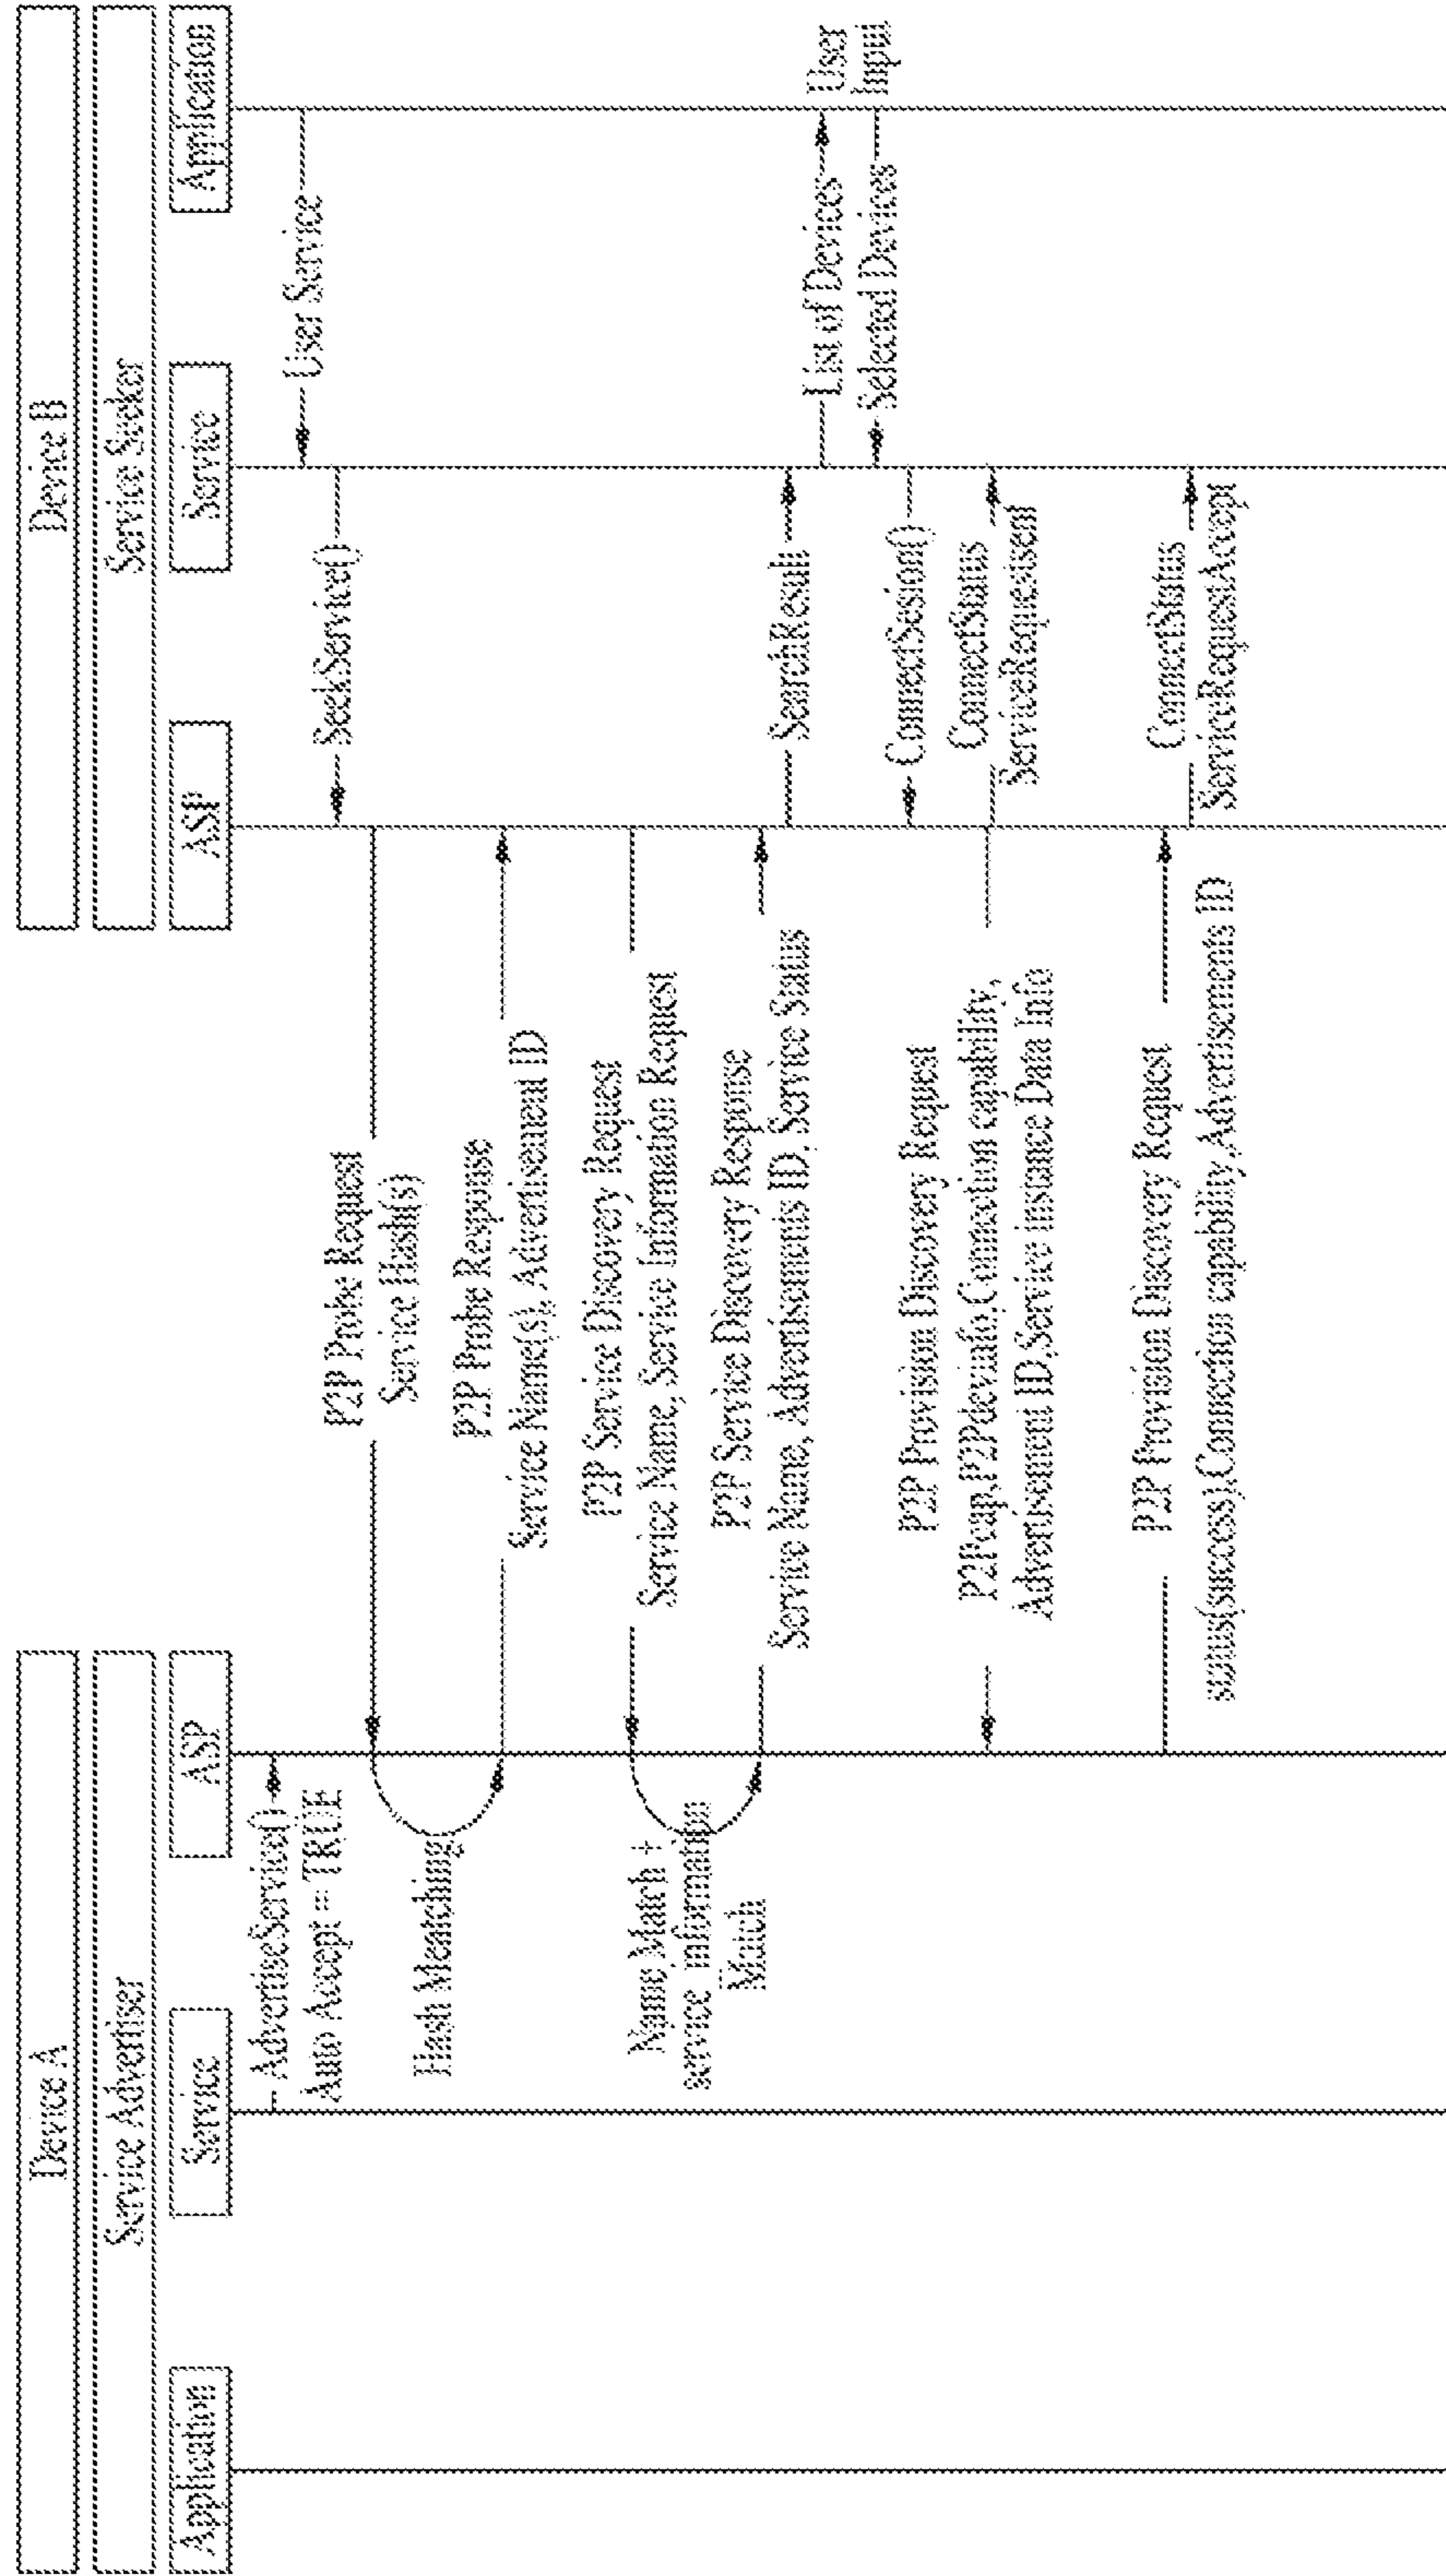 Device A
Device B
Service Advertiser
Service Seeker
Application
Service
ASP
ASP
Service
Application
AdvertiseService()
Auto Accept = TRUE
User Service
SeekService()
P2P Probe Request
Service Hash(s)
Hash Meatching
P2P Probe Response
Service Name(s), Advertisement ID
P2P Service Discovery Request
Service Name, Service Information Request
Name Match +
service information
Match
P2P Service Discovery Response
Service Name, Advertisements ID, Service Status
SearchResult
List of Devices
User
Input
Selected Devices
ConnectSesion()
P2P Provision Discovery Request
P2Pcap,P2Pdevinfo,Connection capability,
Advertisement ID,Service instance Data Info
ConnectStatus
ServiceRequestsent
P2P Provision Discovery Request
status(success),Connection capability,Advertisements ID
ConnectStatus
ServiceRequestAccept